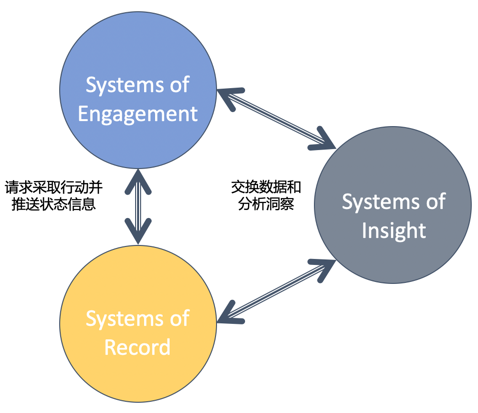 Systems of
Engagement
请求采取行动并
推送状态信息
交换数据和
分析洞察
Systems of
Insight
Systems of
Record